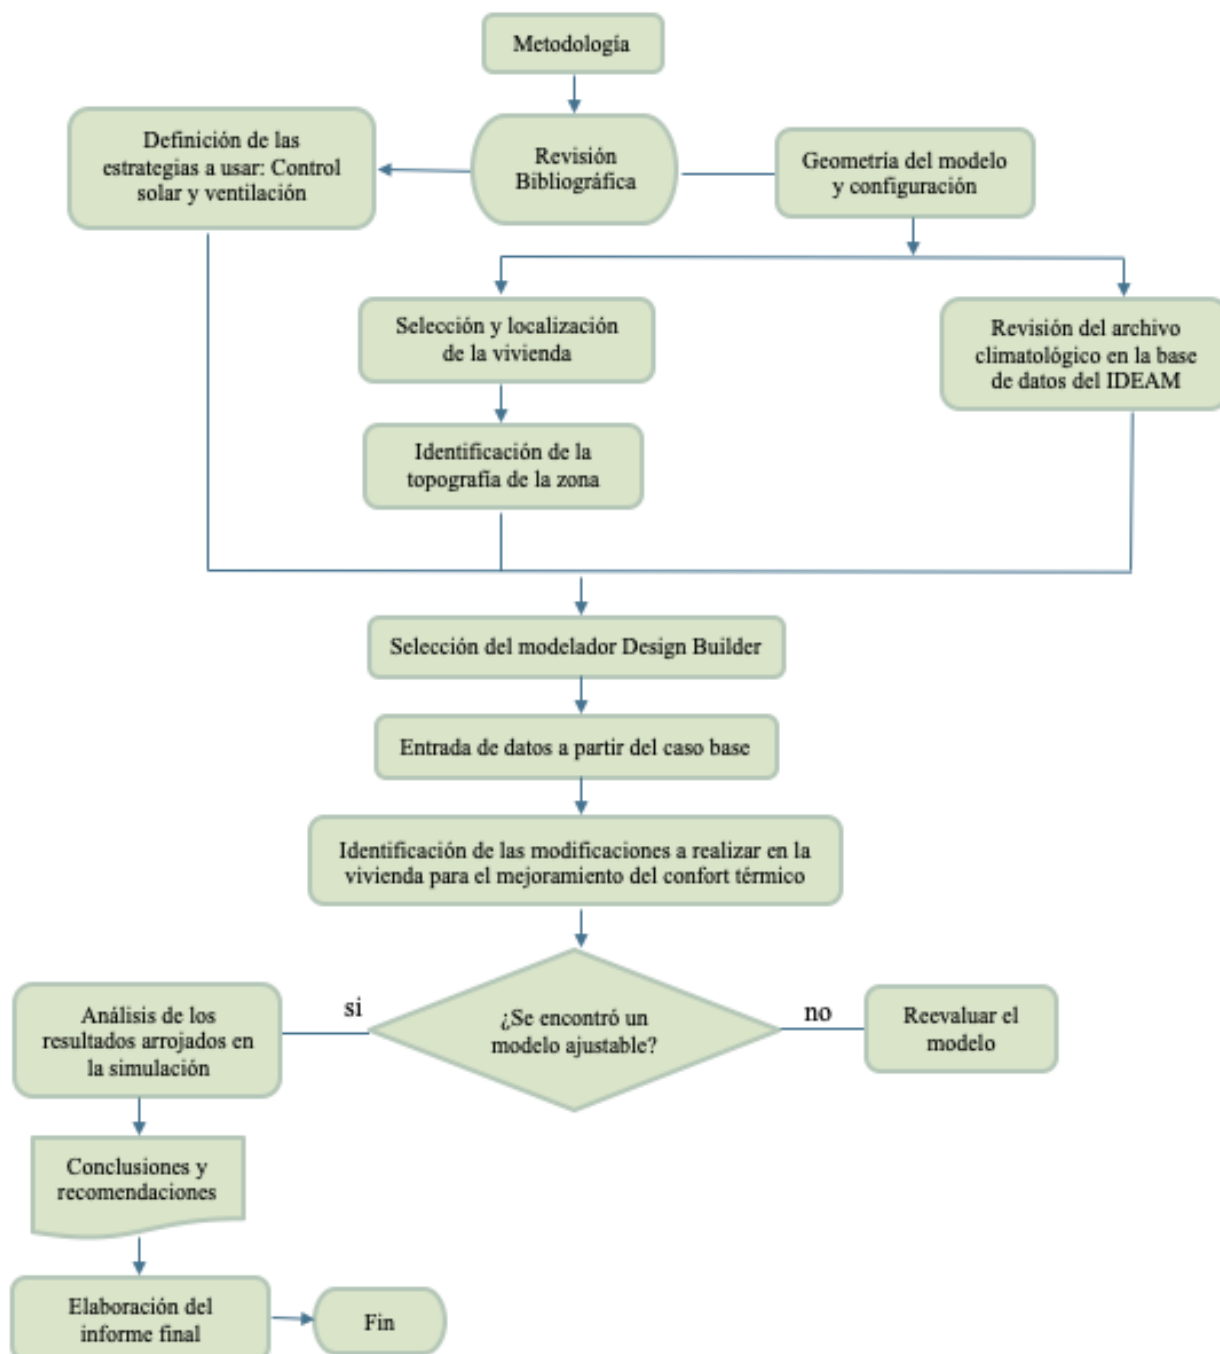 Metodología
Definición de las
estrategias a usar: Control
solar y ventilación
Revisión
Bibliográfica
Geometría del modelo
y configuración
Selección y localización
de la vivienda
Revisión del archivo
climatológico en la base
de datos del IDEAM
Identificación de la
topografía de la zona
Selección del modelador Design Builder
Entrada de datos a partir del caso base
Identificación de las modificaciones a realizar en la
vivienda para el mejoramiento del confort térmico
¿Se encontró un
modelo ajustable?
si
no
Análisis de los
resultados arrojados en
la simulación
Reevaluar el
modelo
Conclusiones y
recomendaciones
Elaboración del
informe final
Fin